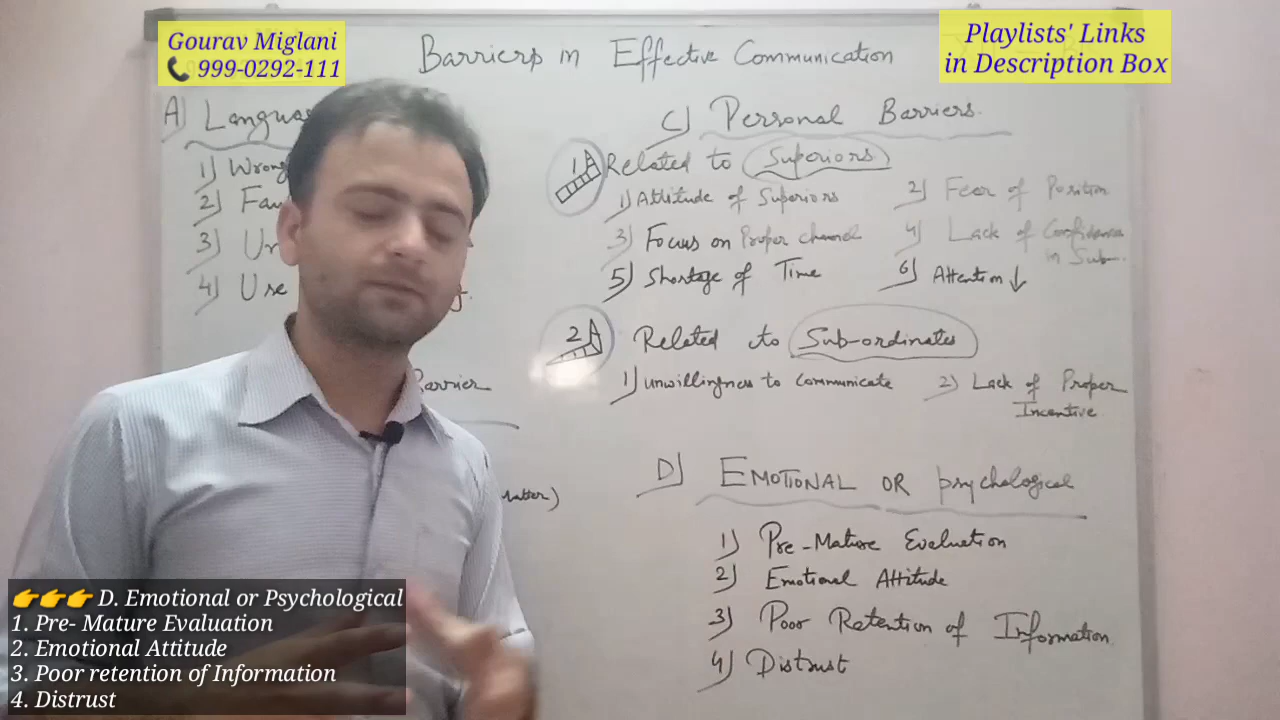 Gourav Miglani
999-0292-111
Playlists' Links
in Description Box
Barriers in Effective Communication
A)
1) Wrong
2)
3)
4) Use
Barrier
C) Personal Barriers.
1) Related to Superiors
1) Attitude of Superiors
2) Fear of Position
3) Focus on Proper channel
4) Lack of Confidence
in Sub-
5) Shortage of Time
6) Attention ↓
2) Related to Sub-ordinates
1) unwillingness to communicate
2) Lack of Proper
Incentive
D) EMOTIONAL OR psychological
1) Pre-Mature Evaluation
2) Emotional Attitude
3) Poor Retention of Information
4) Distrust
👉👉👉 D. Emotional or Psychological
1. Pre- Mature Evaluation
2. Emotional Attitude
3. Poor retention of Information
4. Distrust